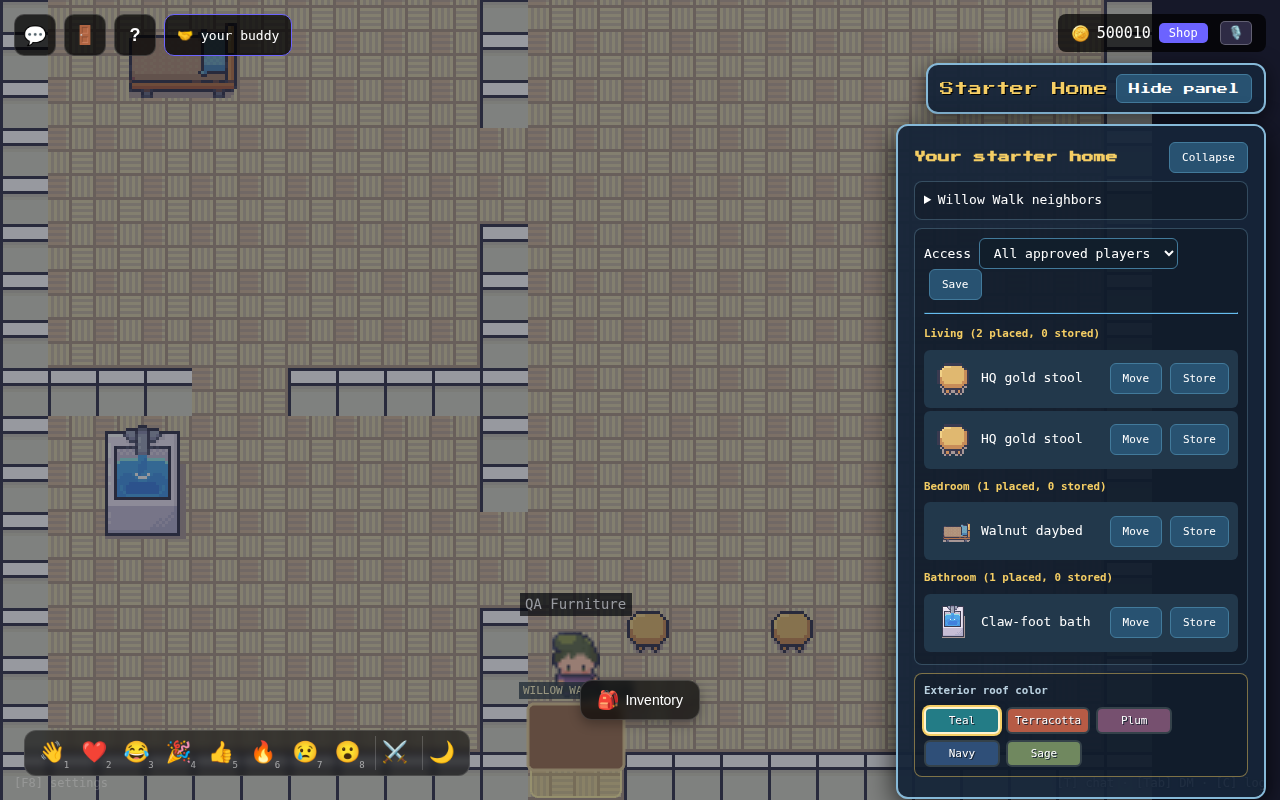 ? your buddy
500010 Shop
Starter Home Hide panel
Your starter home Collapse
Willow Walk neighbors
Access All approved players
Save
Living (2 placed, 0 stored)
HQ gold stool Move Store
HQ gold stool Move Store
Bedroom (1 placed, 0 stored)
Walnut daybed Move Store
Bathroom (1 placed, 0 stored)
Claw-foot bath Move Store
QA Furniture
WILLOW
Inventory
Exterior roof color
Teal Terracotta Plum
Navy Sage
1 2 3 4 5 6 7 8
[F8] settings